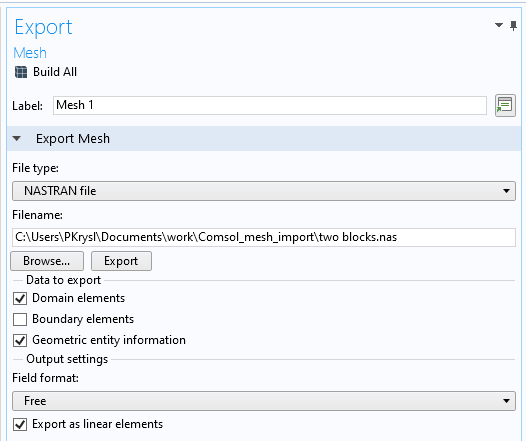 Export
Mesh
Build All
Label: Mesh 1
Export Mesh
File type:
NASTRAN file
Filename:
C:\Users\PKrysl\Documents\work\Comsol_mesh_import\two blocks.nas
Browse... Export
Data to export
Domain elements
Boundary elements
Geometric entity information
Output settings
Field format:
Free
Export as linear elements